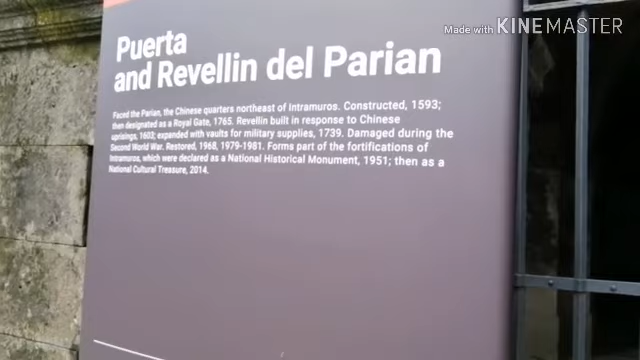 Made with KINEMASTER
Puerta
and Revellin del Parian
Faced the Parian, the Chinese quarters northeast of Intramuros. Constructed, 1593;
then designated as a Royal Gate, 1765. Revellin built in response to Chinese
uprisings, 1603; expanded with vaults for military supplies, 1739. Damaged during the
Second World War. Restored, 1968, 1979-1981. Forms part of the fortifications of
Intramuros, which were declared as a National Historical Monument, 1951; then as a
National Cultural Treasure, 2014.